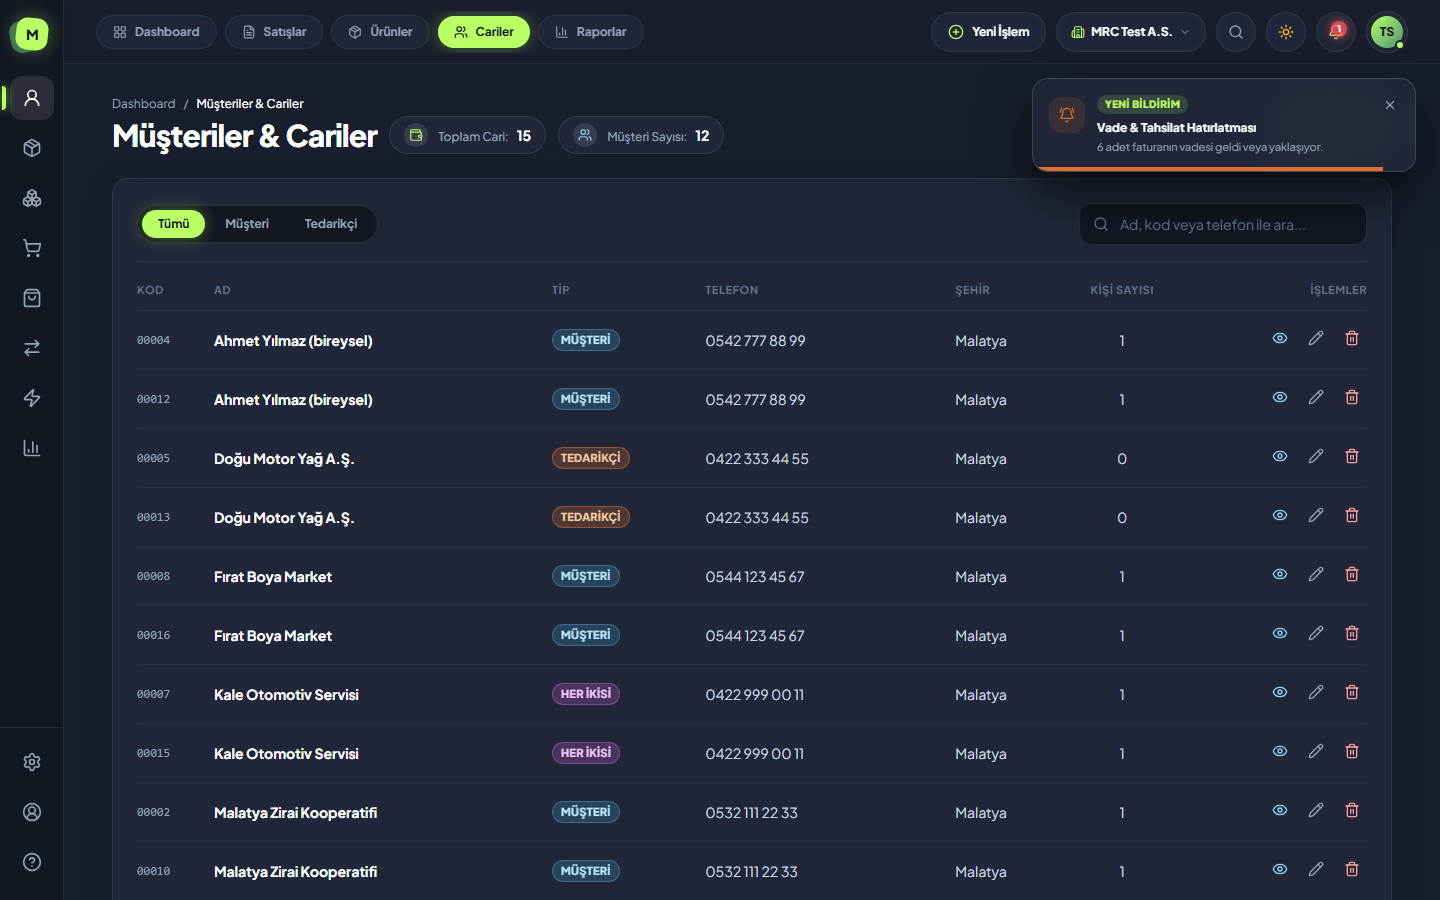 M
Dashboard
Satışlar
Ürünler
Cariler
Raporlar
Yeni İşlem
MRC Test A.S.
1
TS
Dashboard / Müşteriler & Cariler
Müşteriler & Cariler
Toplam Cari: 15
Müşteri Sayısı: 12
YENİ BİLDİRİM
Vade & Tahsilat Hatırlatması
6 adet faturanın vadesi geldi veya yaklaşıyor.
Tümü
Müşteri
Tedarikçi
Ad, kod veya telefon ile ara...
KOD AD TİP TELEFON ŞEHİR KİŞİ SAYISI İŞLEMLER
00004 Ahmet Yılmaz (bireysel) MÜŞTERİ 0542 777 88 99 Malatya 1
00012 Ahmet Yılmaz (bireysel) MÜŞTERİ 0542 777 88 99 Malatya 1
00005 Doğu Motor Yağ A.Ş. TEDARİKÇİ 0422 333 44 55 Malatya 0
00013 Doğu Motor Yağ A.Ş. TEDARİKÇİ 0422 333 44 55 Malatya 0
00008 Fırat Boya Market MÜŞTERİ 0544 123 45 67 Malatya 1
00016 Fırat Boya Market MÜŞTERİ 0544 123 45 67 Malatya 1
00007 Kale Otomotiv Servisi HER İKİSİ 0422 999 00 11 Malatya 1
00015 Kale Otomotiv Servisi HER İKİSİ 0422 999 00 11 Malatya 1
00002 Malatya Zirai Kooperatifi MÜŞTERİ 0532 111 22 33 Malatya 1
00010 Malatya Zirai Kooperatifi MÜŞTERİ 0532 111 22 33 Malatya 1